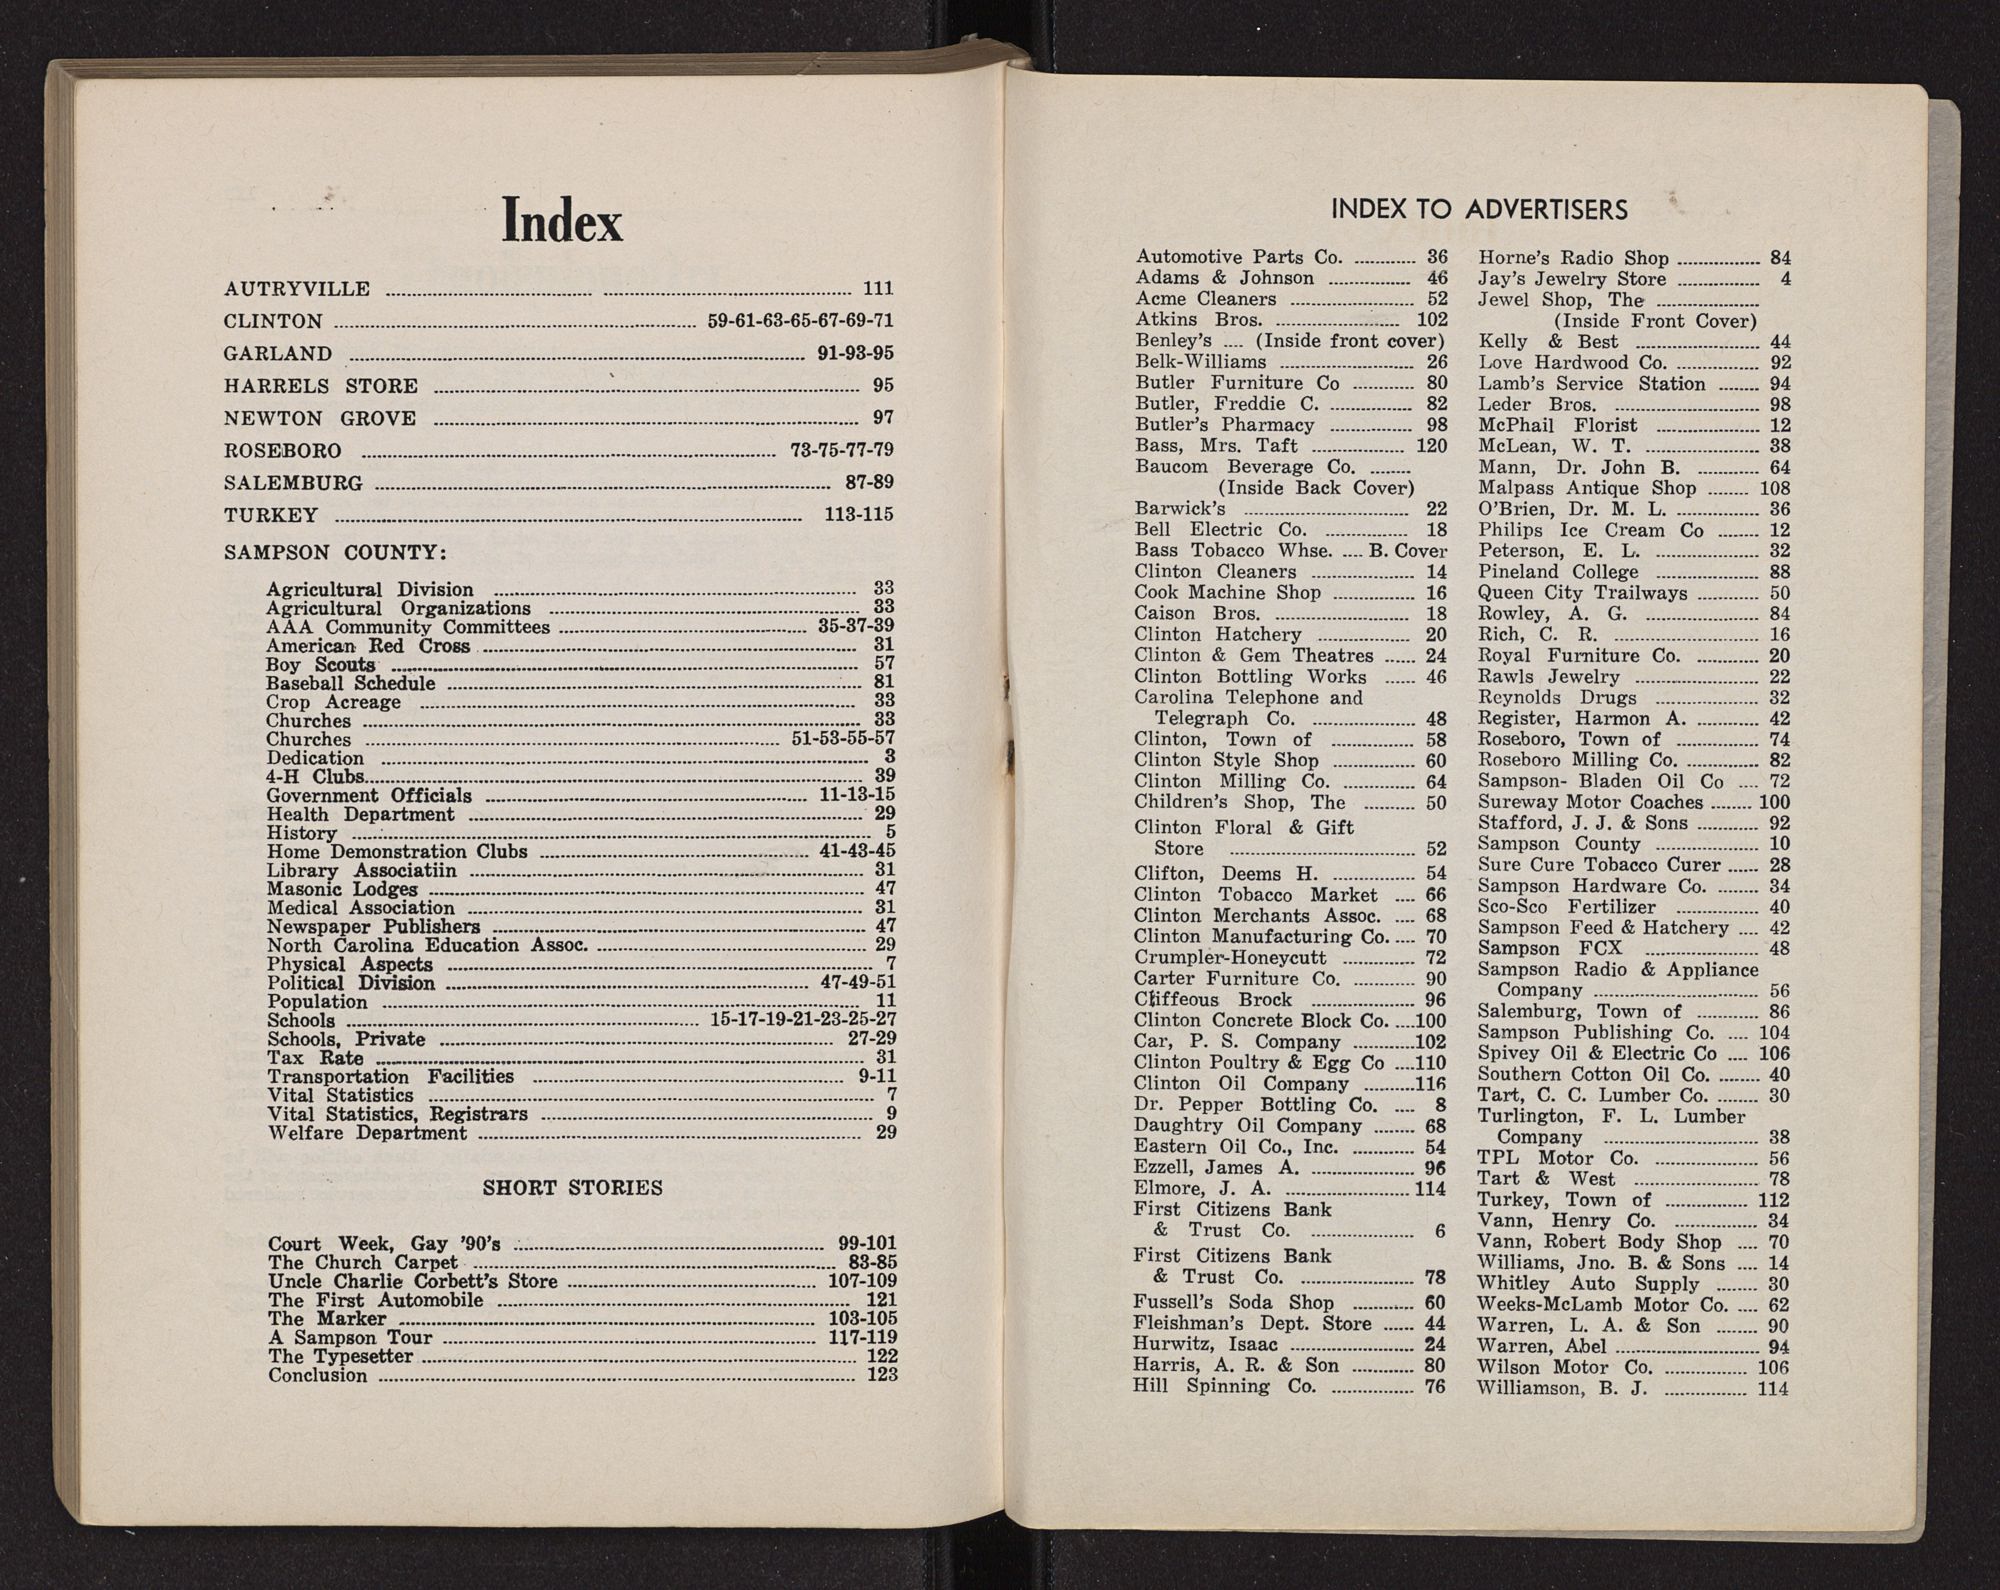 Index
AUTRYVILLE 111
CLINTON 59-61-63-65-67-69-71
GARLAND 91-93-95
HARRELS STORE 95
NEWTON GROVE 97
ROSEBORO 73-75-77-79
SALEMBURG 87-89
TURKEY 113-115
SAMPSON COUNTY:
Agricultural Division 33
Agricultural Organizations 33
AAA Community Committees 35-37-39
American Red Cross 31
Boy Scouts 57
Baseball Schedule 81
Crop Acreage 33
Churches 33
Churches 51-53-55-57
Dedication 3
4-H Clubs 39
Government Officials 11-13-15
Health Department 29
History 5
Home Demonstration Clubs 41-43-45
Library Associatiin 31
Masonic Lodges 47
Medical Association 31
Newspaper Publishers 47
North Carolina Education Assoc. 29
Physical Aspects 7
Political Division 47-49-51
Population 11
Schools 15-17-19-21-23-25-27
Schools, Private 27-29
Tax Rate 31
Transportation Facilities 9-11
Vital Statistics 7
Vital Statistics, Registrars 9
Welfare Department 29
SHORT STORIES
Court Week, Gay '90's 99-101
The Church Carpet 83-85
Uncle Charlie Corbett's Store 107-109
The First Automobile 121
The Marker 103-105
A Sampson Tour 117-119
The Typesetter 122
Conclusion 123
INDEX TO ADVERTISERS
Automotive Parts Co. 36
Adams & Johnson 46
Acme Cleaners 52
Atkins Bros. 102
Benley's .... (Inside front cover)
Belk-Williams 26
Butler Furniture Co 80
Butler, Freddie C. 82
Butler's Pharmacy 98
Bass, Mrs. Taft 120
Baucom Beverage Co. ........
(Inside Back Cover)
Barwick's 22
Bell Electric Co. 18
Bass Tobacco Whse. .... B. Cover
Clinton Cleaners 14
Cook Machine Shop 16
Caison Bros. 18
Clinton Hatchery 20
Clinton & Gem Theatres 24
Clinton Bottling Works 46
Carolina Telephone and
Telegraph Co. 48
Clinton, Town of 58
Clinton Style Shop 60
Clinton Milling Co. 64
Children's Shop, The 50
Clinton Floral & Gift
Store 52
Clifton, Deems H. 54
Clinton Tobacco Market 66
Clinton Merchants Assoc. 68
Clinton Manufacturing Co. 70
Crumpler-Honeycutt 72
Carter Furniture Co. 90
Cliffeous Brock 96
Clinton Concrete Block Co. 100
Car, P. S. Company 102
Clinton Poultry & Egg Co 110
Clinton Oil Company 116
Dr. Pepper Bottling Co. 8
Daughtry Oil Company 68
Eastern Oil Co., Inc. 54
Ezzell, James A. 96
Elmore, J. A. 114
First Citizens Bank
& Trust Co. 6
First Citizens Bank
& Trust Co. 78
Fussell's Soda Shop 60
Fleishman's Dept. Store 44
Hurwitz, Isaac 24
Harris, A. R. & Son 80
Hill Spinning Co. 76
Horne's Radio Shop 84
Jay's Jewelry Store 4
Jewel Shop, The
(Inside Front Cover)
Kelly & Best 44
Love Hardwood Co. 92
Lamb's Service Station 94
Leder Bros. 98
McPhail Florist 12
McLean, W. T. 38
Mann, Dr. John B. 64
Malpass Antique Shop 108
O'Brien, Dr. M. L. 36
Philips Ice Cream Co 12
Peterson, E. L. 32
Pineland College 88
Queen City Trailways 50
Rowley, A. G. 84
Rich, C. R. 16
Royal Furniture Co. 20
Rawls Jewelry 22
Reynolds Drugs 32
Register, Harmon A. 42
Roseboro, Town of 74
Roseboro Milling Co. 82
Sampson- Bladen Oil Co 72
Sureway Motor Coaches 100
Stafford, J. J. & Sons 92
Sampson County 10
Sure Cure Tobacco Curer 28
Sampson Hardware Co. 34
Sco-Sco Fertilizer 40
Sampson Feed & Hatchery 42
Sampson FCX 48
Sampson Radio & Appliance
Company 56
Salemburg, Town of 86
Sampson Publishing Co. 104
Spivey Oil & Electric Co 106
Southern Cotton Oil Co. 40
Tart, C. C. Lumber Co. 30
Turlington, F. L. Lumber
Company 38
TPL Motor Co. 56
Tart & West 78
Turkey, Town of 112
Vann, Henry Co. 34
Vann, Robert Body Shop 70
Williams, Jno. B. & Sons 14
Whitley Auto Supply 30
Weeks-McLamb Motor Co. 62
Warren, L. A. & Son 90
Warren, Abel 94
Wilson Motor Co. 106
Williamson, B. J. 114